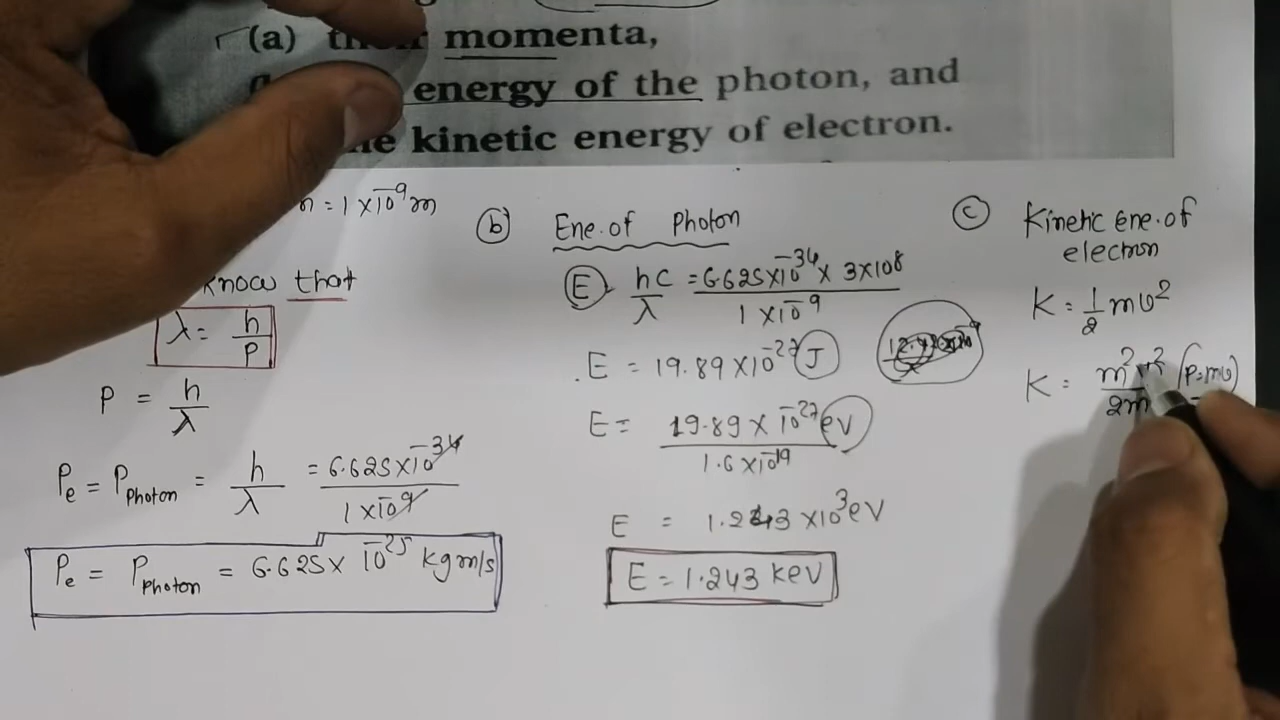 (a) their momenta,
energy of the photon, and
kinetic energy of electron.
= 1 × 10⁻⁹ m
know that
λ = h/P
P = h/λ
Pe = PPhoton = h/λ = 6.625×10⁻³⁴ / 1×10⁻⁹
Pe = PPhoton = 6.625 × 10⁻²⁵ kg m/s
(b) Ene. of Photon
(E) hc/λ = 6.625×10⁻³⁴ × 3×10⁸ / 1×10⁻⁹
E = 19.89 × 10⁻²⁷ J
E = 19.89 × 10⁻²⁷ eV / 1.6×10⁻¹⁹
E = 1.243 × 10³ eV
E = 1.243 keV
(c) Kinetic ene. of
electron
K = 1/2 mv²
K = m²v²/2m (P=mv)